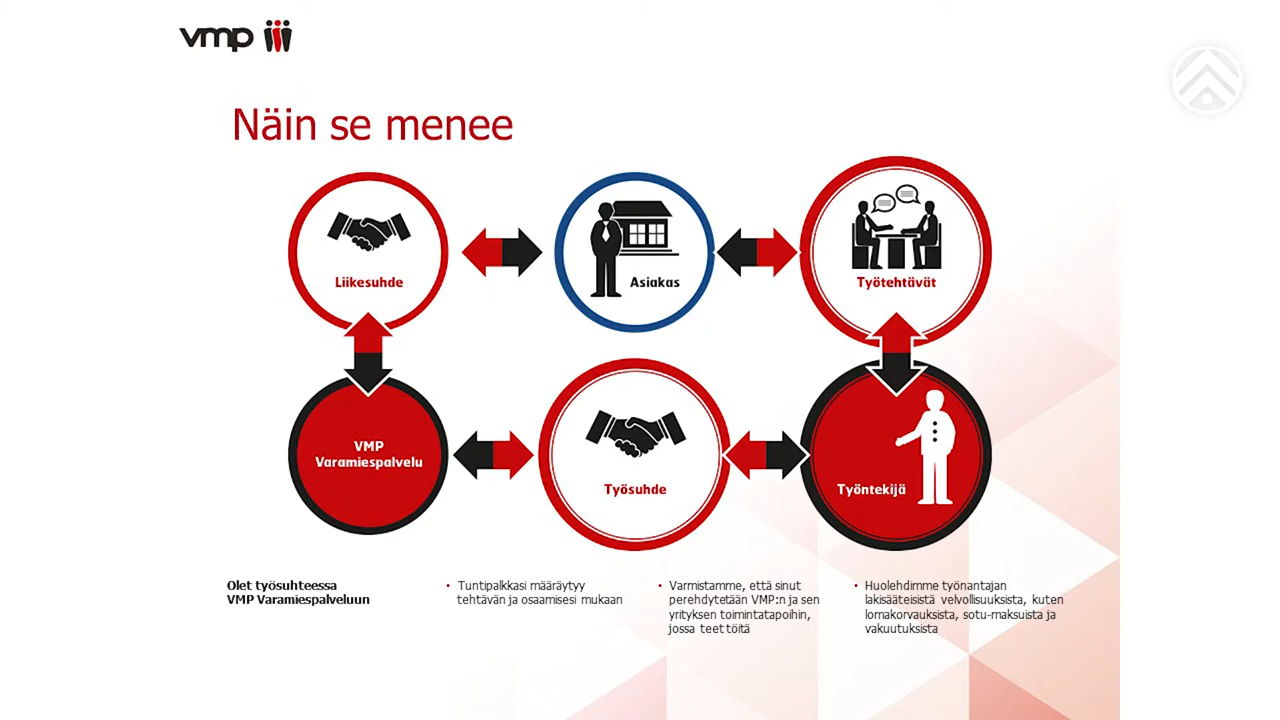 vmp
Näin se menee
Liikesuhde
Asiakas
Työtehtävät
VMP
Varamiespalvelu
Työsuhde
Työntekijä
Olet työsuhteessa
VMP Varamiespalveluun
• Tuntipalkkasi määräytyy
tehtävän ja osaamisesi mukaan
• Varmistamme, että sinut
perehdytetään VMP:n ja sen
yrityksen toimintatapoihin,
jossa teet töitä
• Huolehdimme työnantajan
lakisääteisistä velvollisuuksista, kuten
lomakorvauksista, sotu-maksuista ja
vakuutuksista